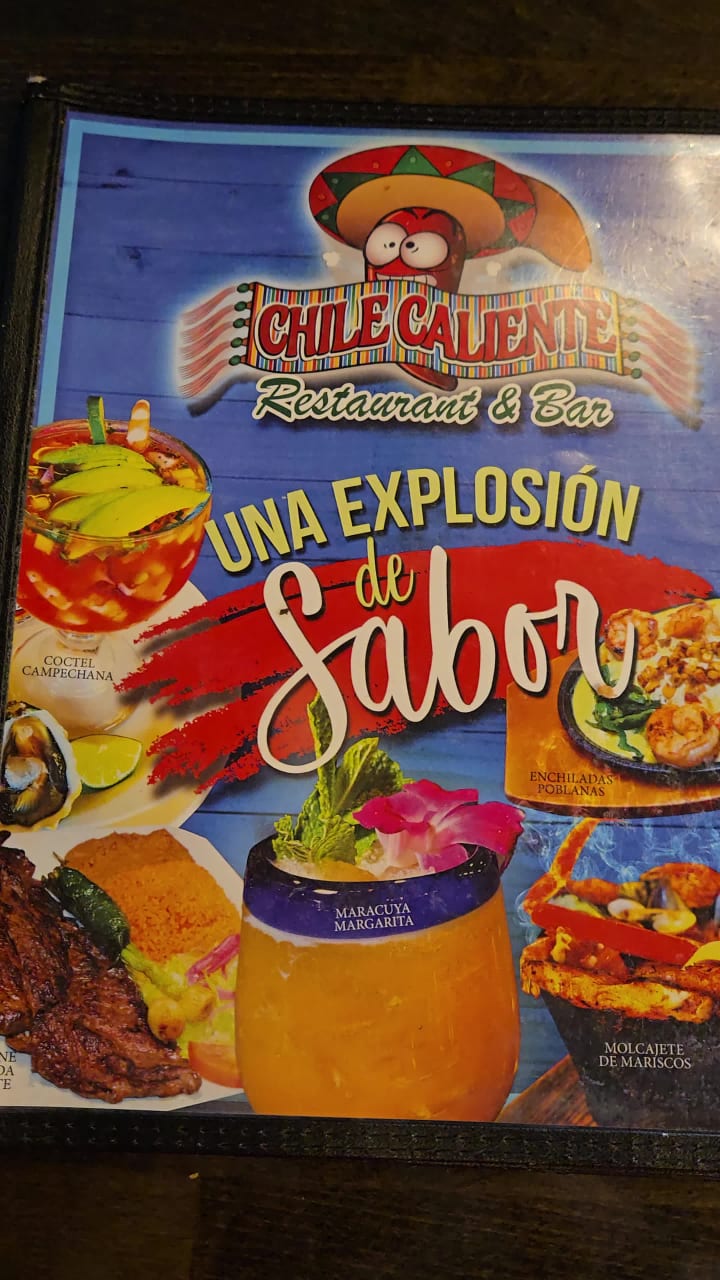 CHILE CALIENTE
Restaurant & Bar
UNA EXPLOSIÓN
de
Sabor
COCTEL
CAMPECHANA
ENCHILADAS
POBLANAS
MARACUYA
MARGARITA
MOLCAJETE
DE MARISCOS